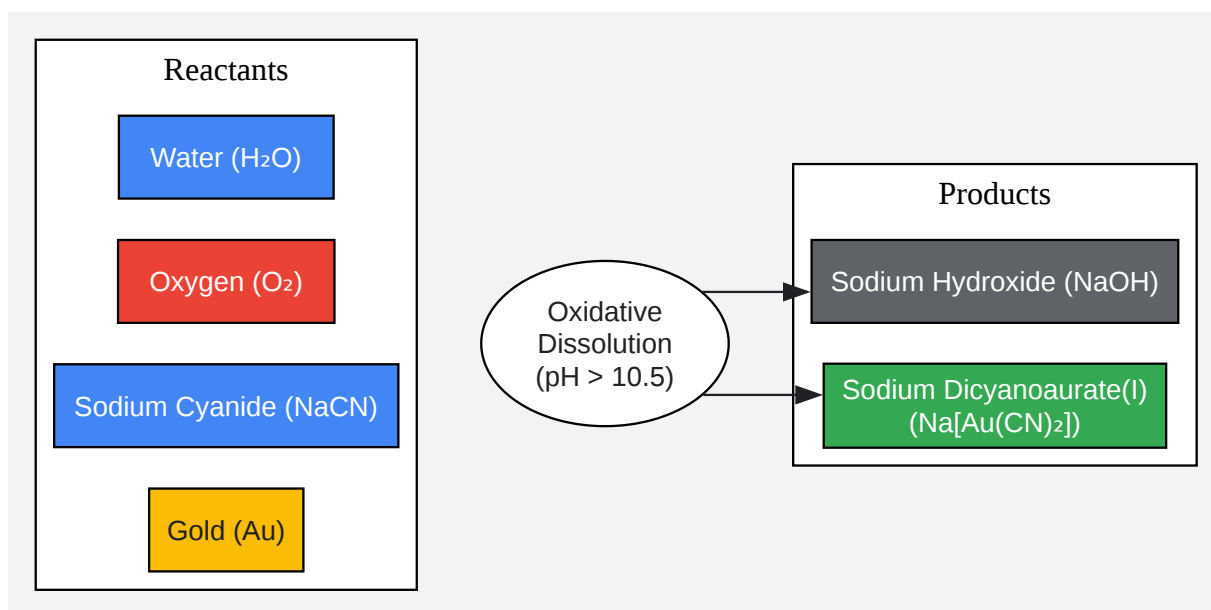 Reactants
Water (H₂O)
Oxygen (O₂)
Sodium Cyanide (NaCN)
Gold (Au)
Oxidative
Dissolution
(pH > 10.5)
Products
Sodium Hydroxide (NaOH)
Sodium Dicyanoaurate(I)
(Na[Au(CN)₂])